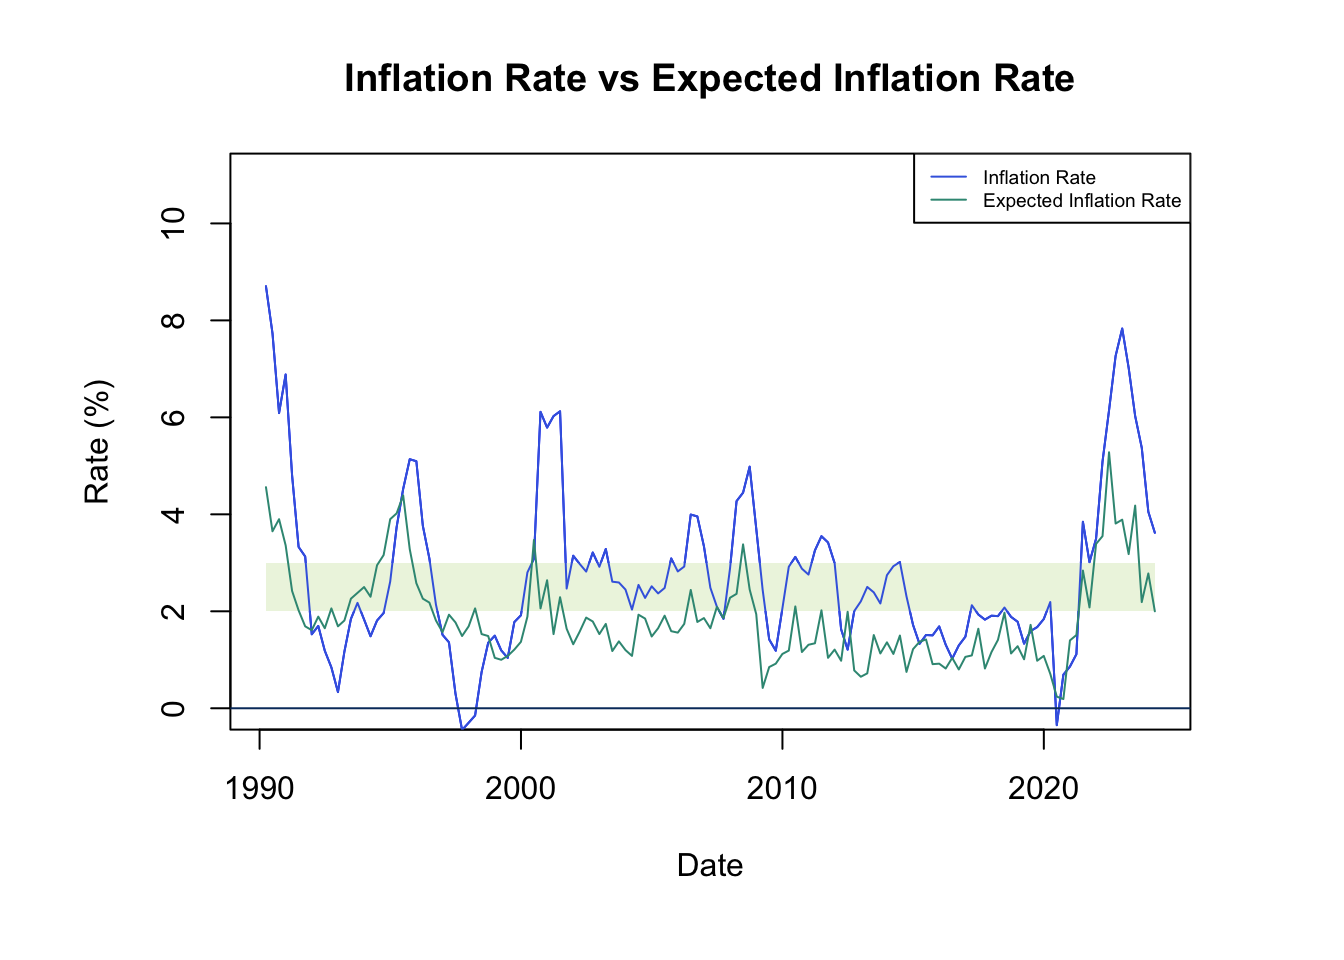 Inflation Rate vs Expected Inflation Rate
Inflation Rate
Expected Inflation Rate
Rate (%)
10
8
6
4
2
0
1990 2000 2010 2020
Date